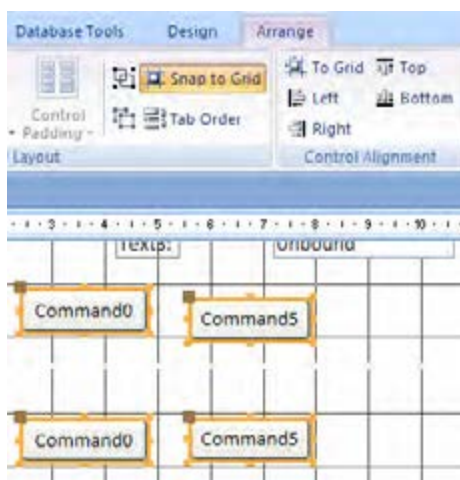 Database Tools Design Arrange
Snap to Grid
To Grid Top
Control Padding
Tab Order
Left Bottom
Right
Layout
Control Alignment
3 4 5 6 7 8 9 10
Unbound
Command0 Command5
Command0 Command5